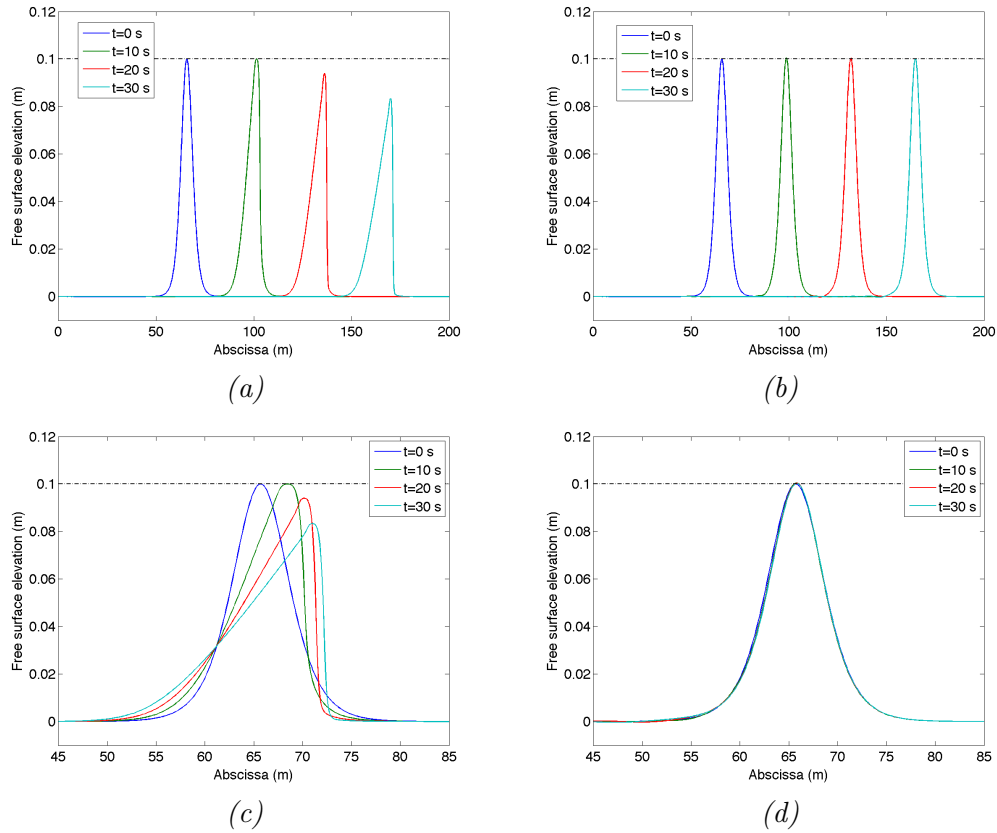 0.12
0.1
0.08
0.06
0.04
0.02
0
Free surface elevation (m)
t=0 s
t=10 s
t=20 s
t=30 s
0 50 100 150 200
Abscissa (m)
(a)
0.12
0.1
0.08
0.06
0.04
0.02
0
Free surface elevation (m)
t=0 s
t=10 s
t=20 s
t=30 s
0 50 100 150 200
Abscissa (m)
(b)
0.12
0.1
0.08
0.06
0.04
0.02
0
Free surface elevation (m)
t=0 s
t=10 s
t=20 s
t=30 s
45 50 55 60 65 70 75 80 85
Abscissa (m)
(c)
0.12
0.1
0.08
0.06
0.04
0.02
0
Free surface elevation (m)
t=0 s
t=10 s
t=20 s
t=30 s
45 50 55 60 65 70 75 80 85
Abscissa (m)
(d)